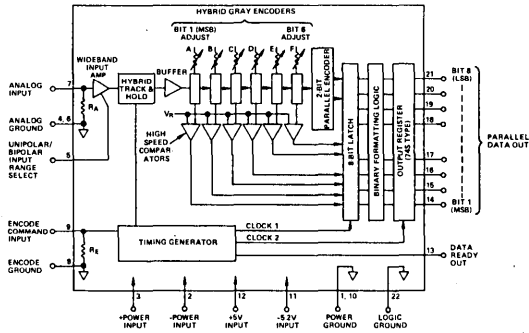 HYBRID GRAY ENCODERS
BIT 1 (MSB) ADJUST
BIT 6 ADJUST
A
B
C
D
E
F
WIDEBAND INPUT AMP
BUFFER
ANALOG INPUT
7
HYBRID TRACK & HOLD
RA
ANALOG GROUND
4, 6
VR
HIGH SPEED COMPARATORS
UNIPOLAR/BIPOLAR INPUT RANGE SELECT
5
2-BIT PARALLEL ENCODER
8-BIT LATCH
BINARY FORMATTING LOGIC
OUTPUT REGISTER (74S TYPE)
21
BIT 8 (LSB)
20
19
18
17
16
15
14
BIT 1 (MSB)
PARALLEL DATA OUT
ENCODE COMMAND INPUT
9
RE
ENCODE GROUND
8
TIMING GENERATOR
CLOCK 1
CLOCK 2
13
DATA READY OUT
3
2
12
11
1, 10
22
+POWER INPUT
-POWER INPUT
+5V INPUT
-5.2V INPUT
POWER GROUND
LOGIC GROUND